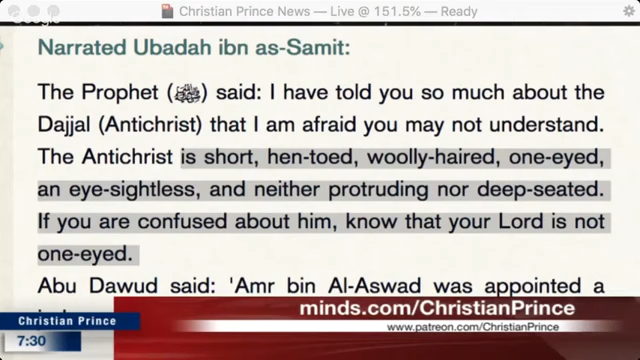 Christian Prince News — Live @ 151.5% — Ready
Narrated Ubadah ibn as-Samit:
The Prophet (ﷺ) said: I have told you so much about the
Dajjal (Antichrist) that I am afraid you may not understand.
The Antichrist is short, hen-toed, woolly-haired, one-eyed,
an eye-sightless, and neither protruding nor deep-seated.
If you are confused about him, know that your Lord is not
one-eyed.
Abu Dawud said: 'Amr bin Al-Aswad was appointed a
minds.com/ChristianPrince
Christian Prince
www.patreon.com/ChristianPrince
7:30